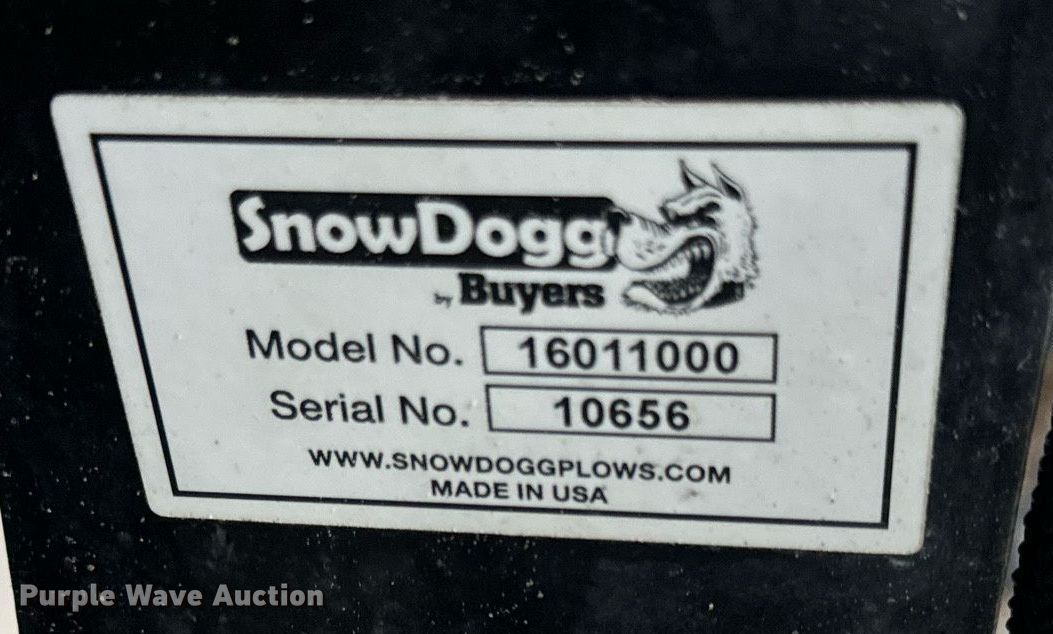 SnowDogg
by Buyers
Model No. 16011000
Serial No. 10656
WWW.SNOWDOGGPLOWS.COM
MADE IN USA
Purple Wave Auction